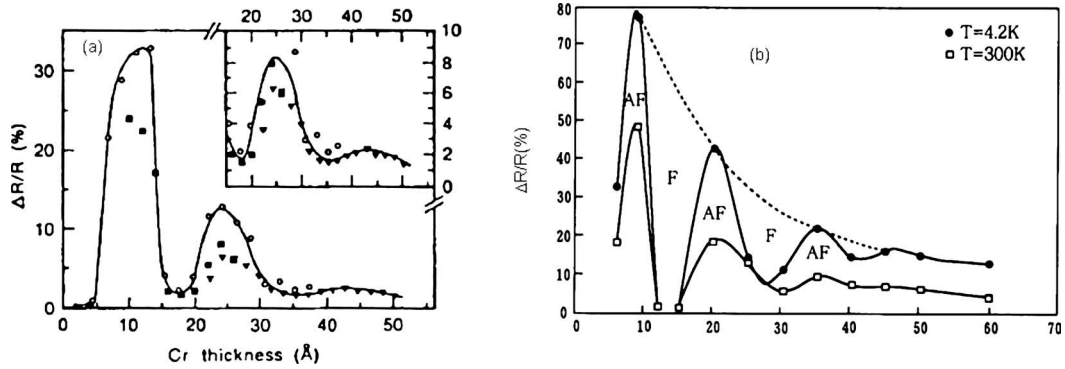 (a)
20 30 40 50
10
8
6
4
2
0
ΔR/R (%)
30
20
10
0
0 10 20 30 40 50
Cr thickness (Å)
(b)
● T=4.2K
□ T=300K
ΔR/R(%)
80
70
60
50
40
30
20
10
0
AF
F
AF
F
AF
0 10 20 30 40 50 60 70